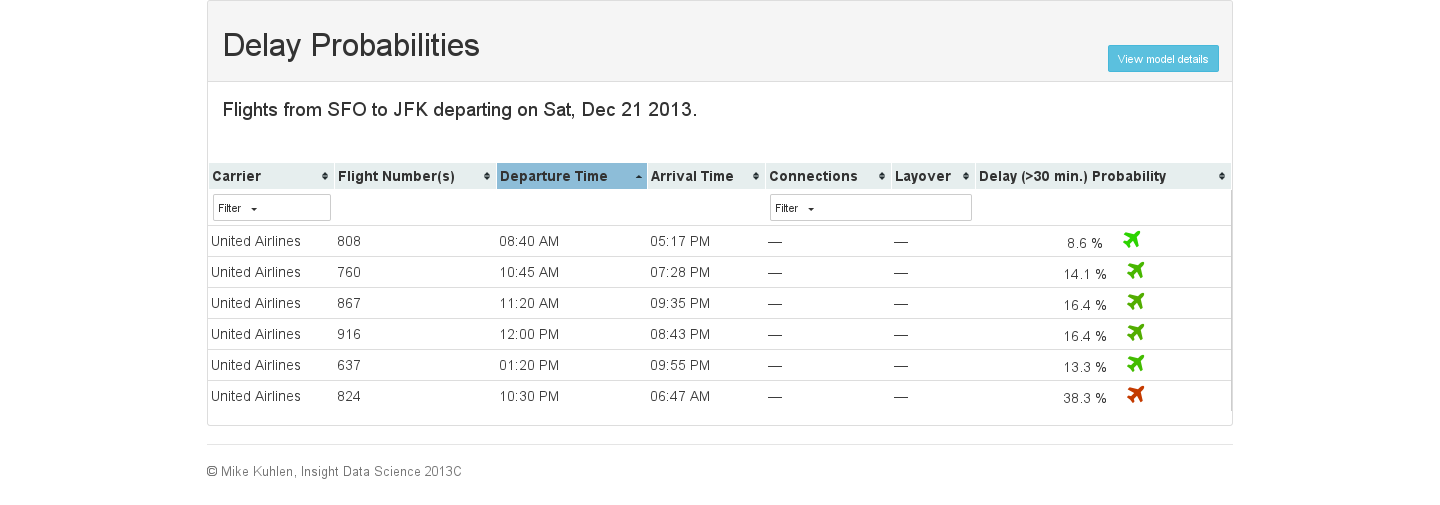 Delay Probabilities
View model details
Flights from SFO to JFK departing on Sat, Dec 21 2013.
Carrier Flight Number(s) Departure Time Arrival Time Connections Layover Delay (>30 min.) Probability
Filter Filter
United Airlines 808 08:40 AM 05:17 PM — — 8.6 %
United Airlines 760 10:45 AM 07:28 PM — — 14.1 %
United Airlines 867 11:20 AM 09:35 PM — — 16.4 %
United Airlines 916 12:00 PM 08:43 PM — — 16.4 %
United Airlines 637 01:20 PM 09:55 PM — — 13.3 %
United Airlines 824 10:30 PM 06:47 AM — — 38.3 %
© Mike Kuhlen, Insight Data Science 2013C